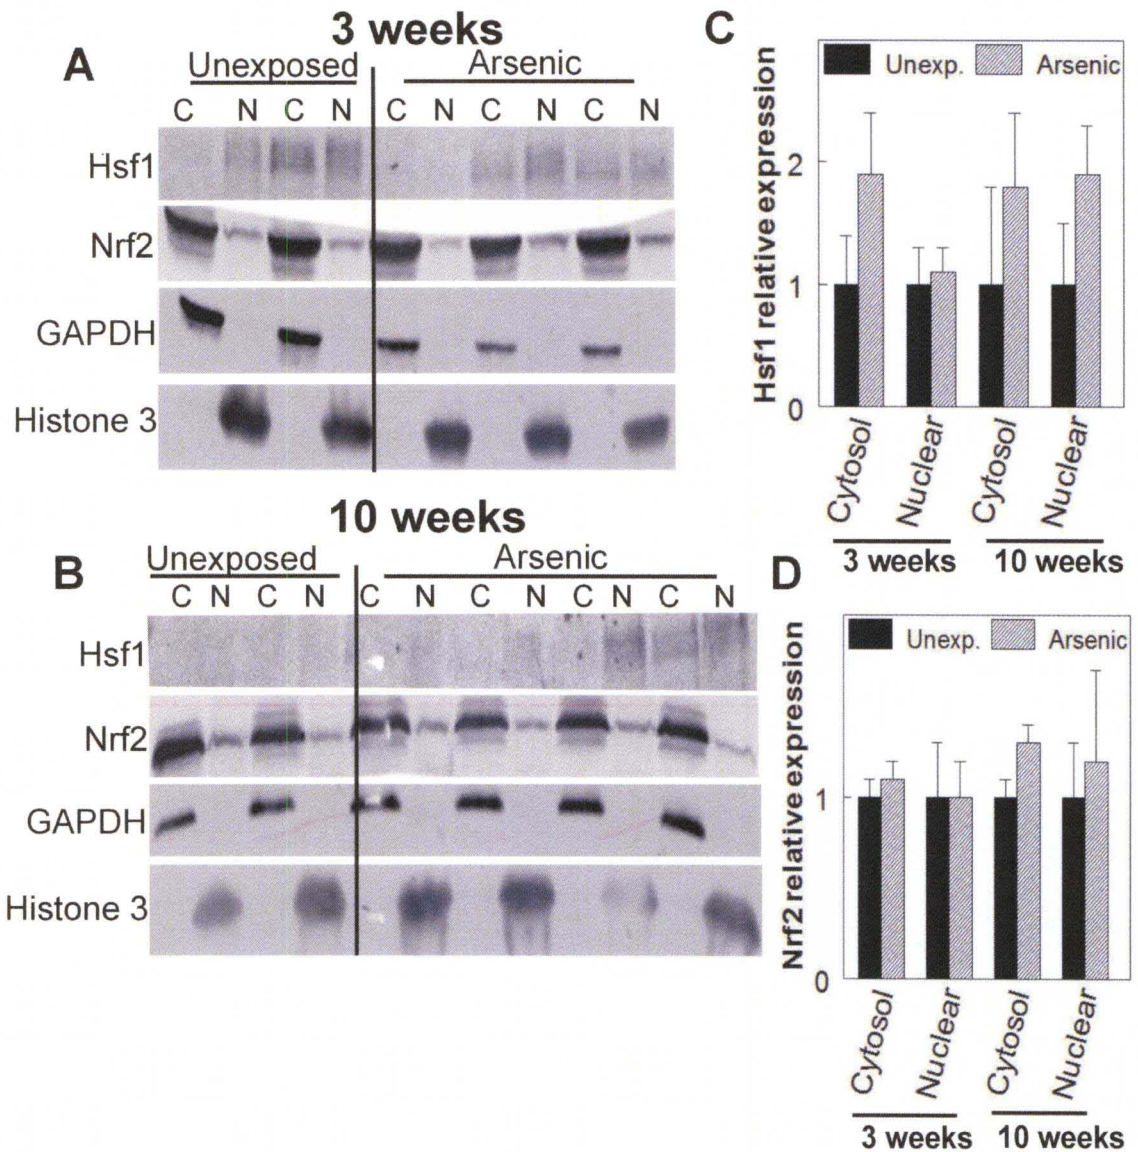 3 weeks
A
Unexposed
Arsenic
C N C N C N C N C N
Hsf1
Nrf2
GAPDH
Histone 3
10 weeks
B
Unexposed
Arsenic
C N C N C N C N C N C N
Hsf1
Nrf2
GAPDH
Histone 3
C
Unexp. Arsenic
Hsf1 relative expression
2
1
0
Cytosol Nuclear Cytosol Nuclear
3 weeks 10 weeks
D
Unexp. Arsenic
Nrf2 relative expression
1
0
Cytosol Nuclear Cytosol Nuclear
3 weeks 10 weeks